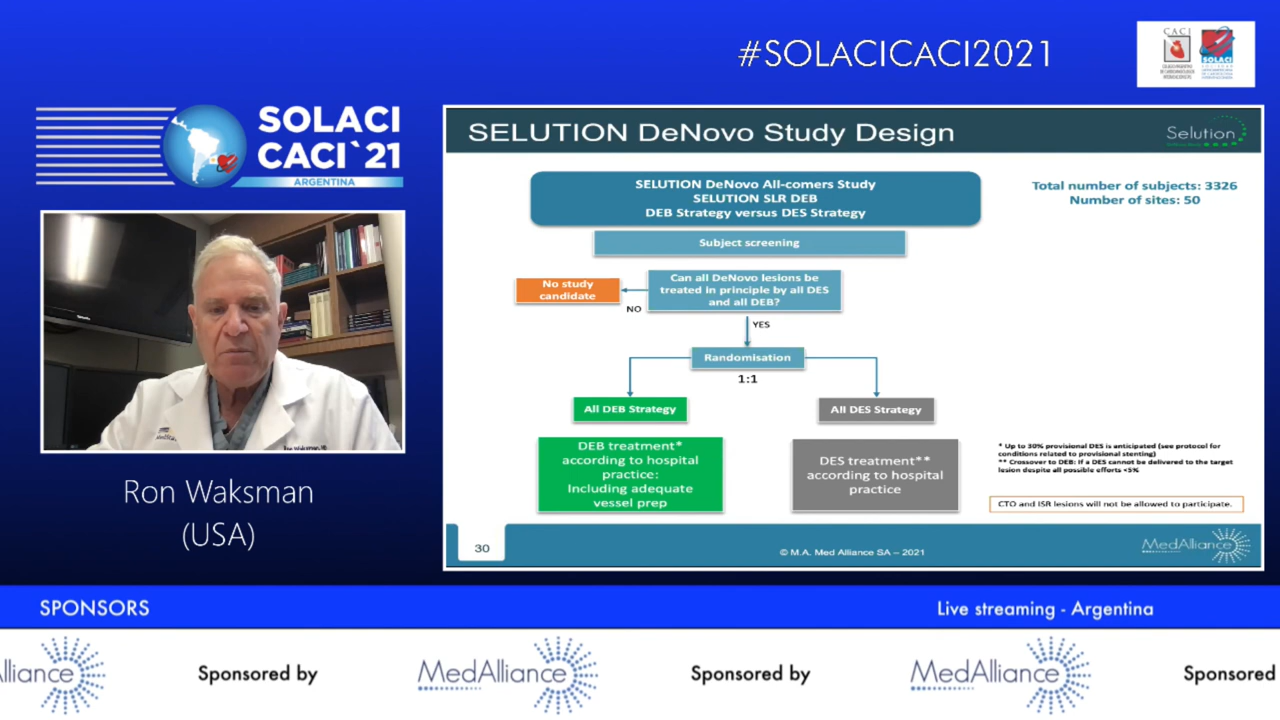 #SOLACICACI2021
CACI
SOLACI
SOLACI
CACI`21
ARGENTINA
Ron Waksman
(USA)
SELUTION DeNovo Study Design
Selution
SELUTION DeNovo All-comers Study
SELUTION SLR DEB
DEB Strategy versus DES Strategy
Total number of subjects: 3326
Number of sites: 50
Subject screening
Can all DeNovo lesions be
treated in principle by all DES
and all DEB?
No study
candidate
NO
YES
Randomisation
1:1
All DEB Strategy
All DES Strategy
DEB treatment*
according to hospital
practice:
Including adequate
vessel prep
DES treatment**
according to hospital
practice
* Up to 30% provisional DES is anticipated (see protocol for
conditions related to provisional stenting)
** Crossover to DEB: If a DES cannot be delivered to the target
lesion despite all possible efforts <5%
CTO and ISR lesions will not be allowed to participate.
30
© M.A. Med Alliance SA – 2021
MedAlliance
SPONSORS
Live streaming - Argentina
lliance
Sponsored by
MedAlliance
Sponsored by
MedAlliance
Sponsored